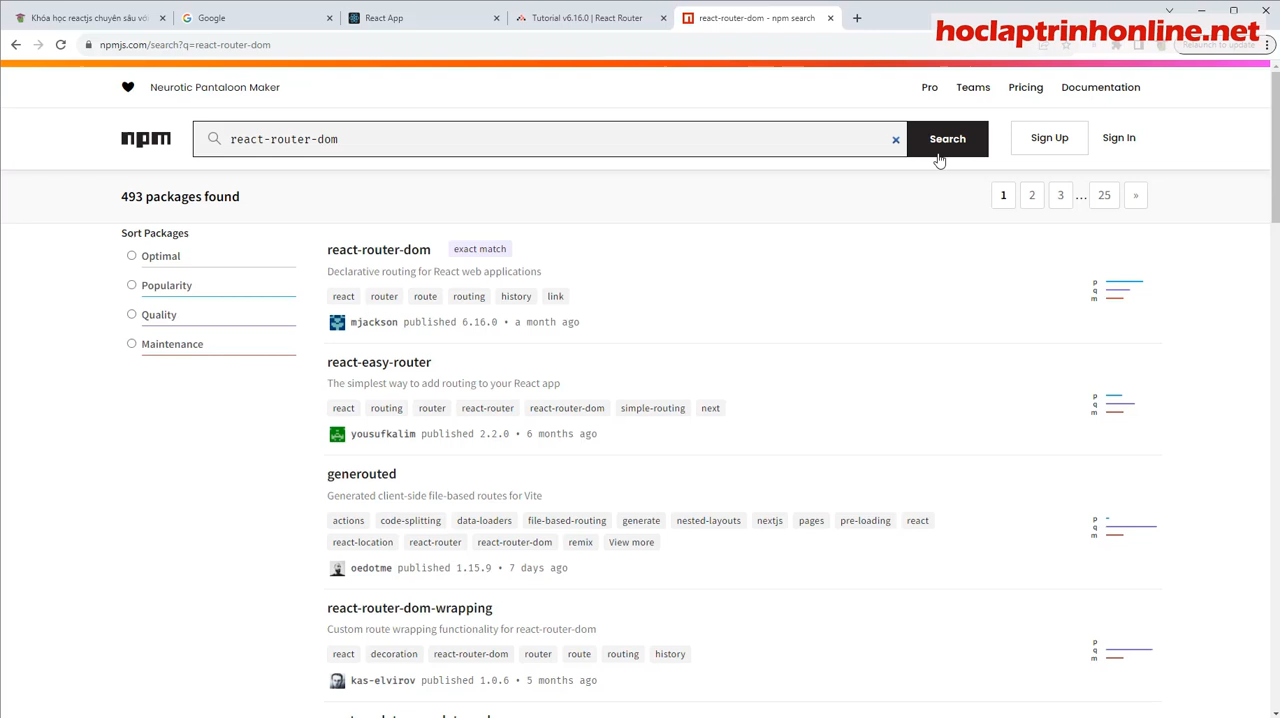 Khóa học reactjs chuyên sâu vớ
Google
React App
Tutorial v6.16.0 | React Router
react-router-dom - npm search
hoclaptrinhonline.net
npmjs.com/search?q=react-router-dom
Relaunch to update
Neurotic Pantaloon Maker
Pro
Teams
Pricing
Documentation
npm
react-router-dom
Search
Sign Up
Sign In
493 packages found
1
2
3
...
25
»
Sort Packages
Optimal
Popularity
Quality
Maintenance
react-router-dom exact match
Declarative routing for React web applications
react router route routing history link
mjackson published 6.16.0 • a month ago
p
q
m
react-easy-router
The simplest way to add routing to your React app
react routing router react-router react-router-dom simple-routing next
yousufkalim published 2.2.0 • 6 months ago
p
q
m
generouted
Generated client-side file-based routes for Vite
actions code-splitting data-loaders file-based-routing generate nested-layouts nextjs pages pre-loading react
react-location react-router react-router-dom remix View more
oedotme published 1.15.9 • 7 days ago
p
q
m
react-router-dom-wrapping
Custom route wrapping functionality for react-router-dom
react decoration react-router-dom router route routing history
kas-elvirov published 1.0.6 • 5 months ago
p
q
m